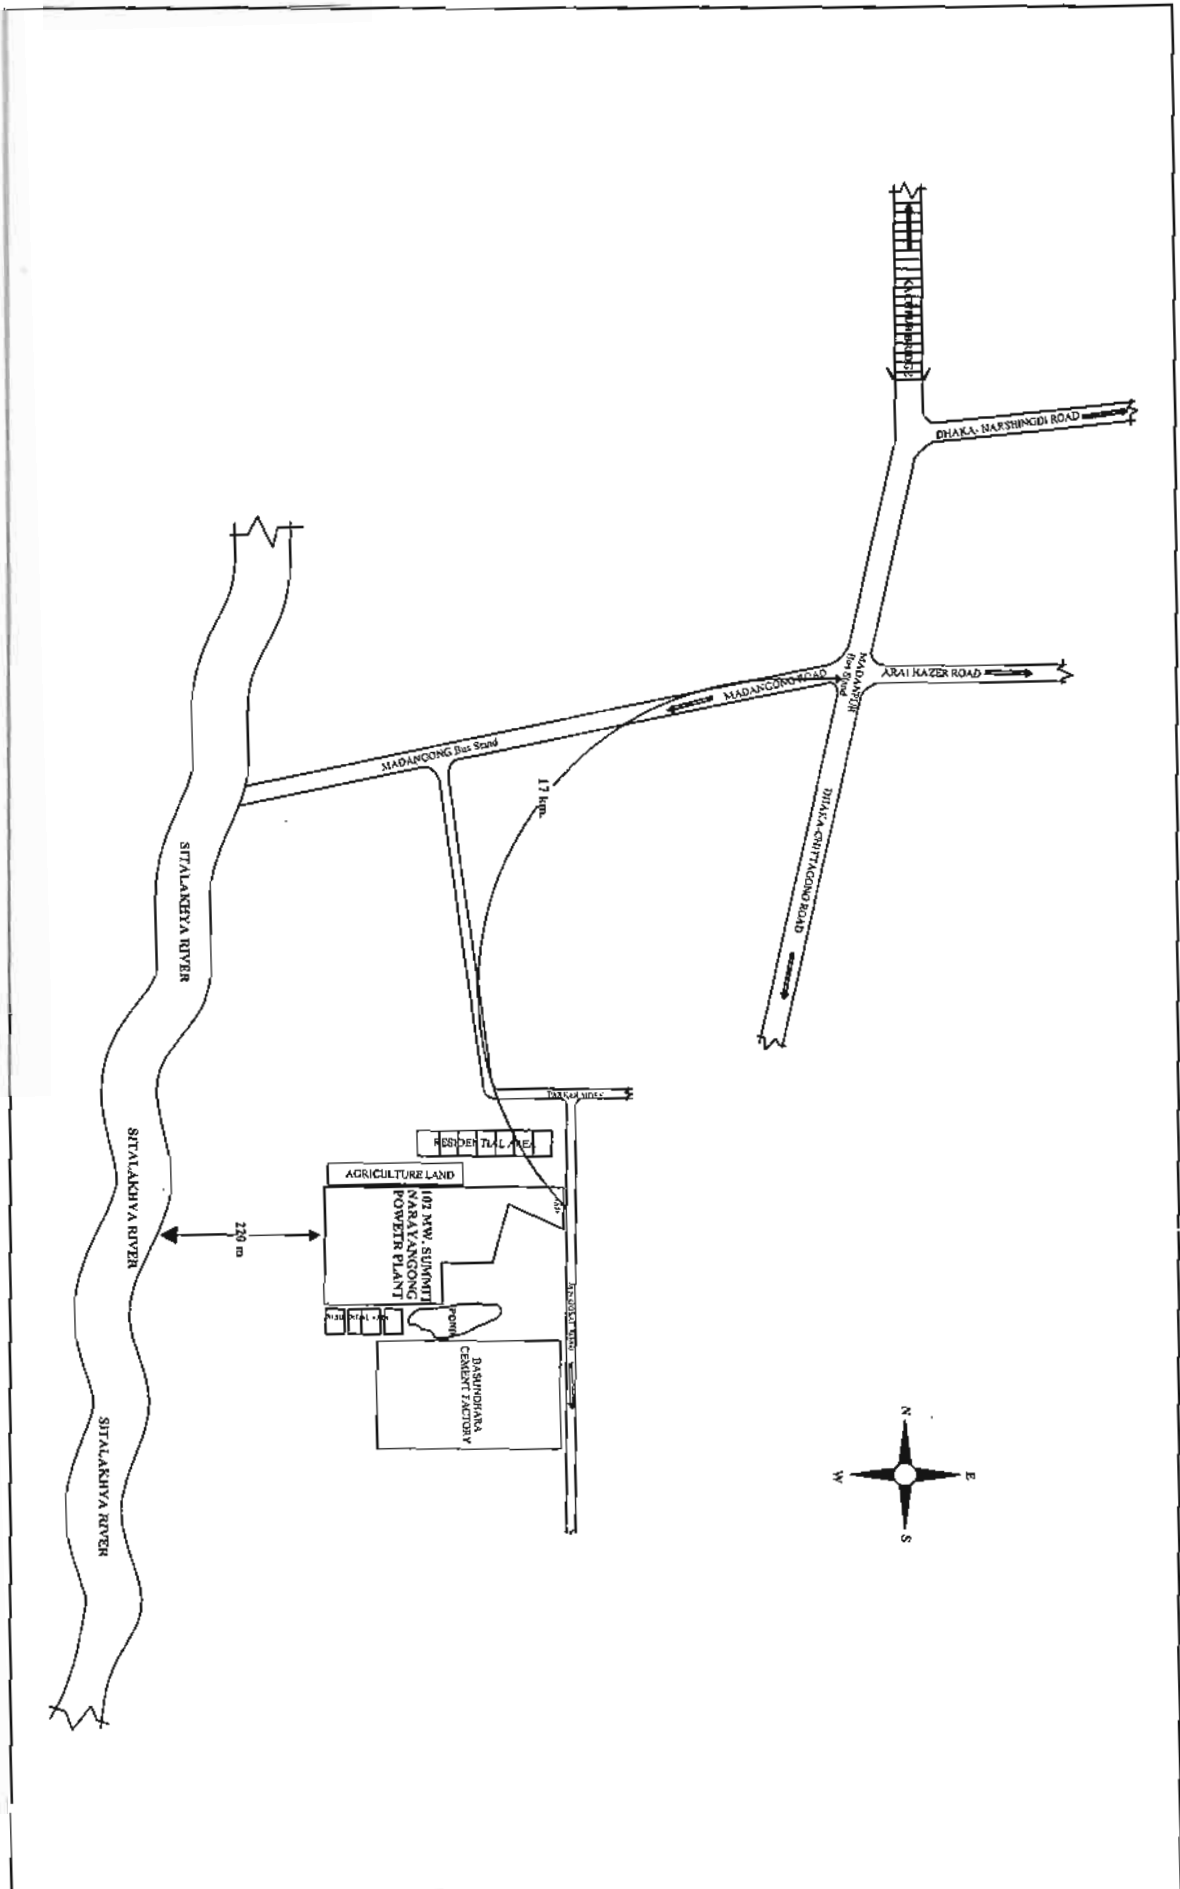 DHAKA- NARSHINGDI ROAD
ARAI HAZER ROAD
MADANPUR
Bus Stand
MADANGONG ROAD
DHAKA-CHITTAGONG ROAD
MADANGONG Bus Stand
17 km.
SITALAKHYA RIVER
RESIDENTIAL AREA
AGRICULTURE LAND
102 MW. SUMMIT
NARAYANGONG
POWETR PLANT
220 m
SITALAKHYA RIVER
POND
BASUNDHARA
CEMENT FACTORY
SITALAKHYA RIVER
N
E
W
S